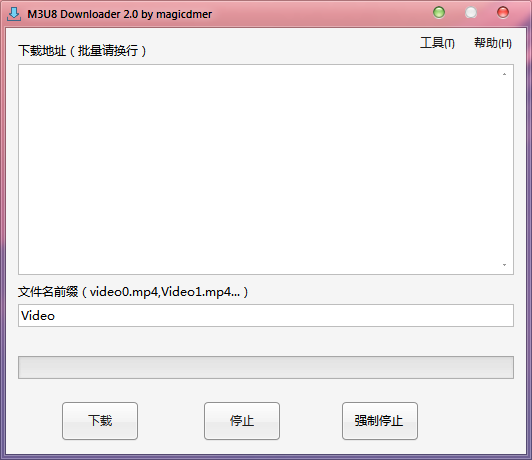 M3U8 Downloader 2.0 by magicdmer
工具(T) 帮助(H)
下载地址（批量请换行）
文件名前缀（video0.mp4,Video1.mp4...）
Video
下载 停止 强制停止